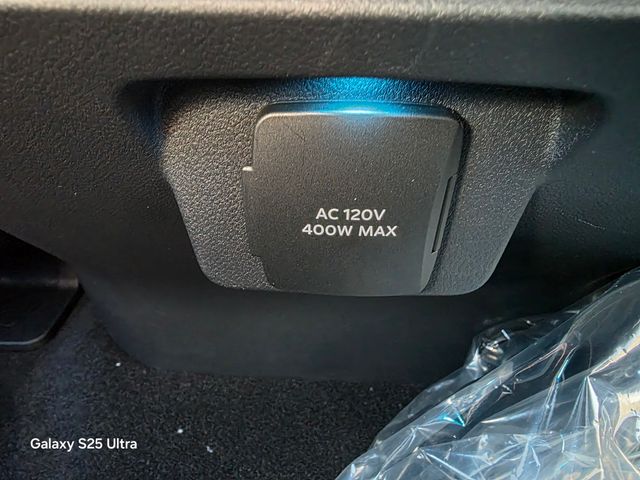 AC 120V
400W MAX
Galaxy S25 Ultra